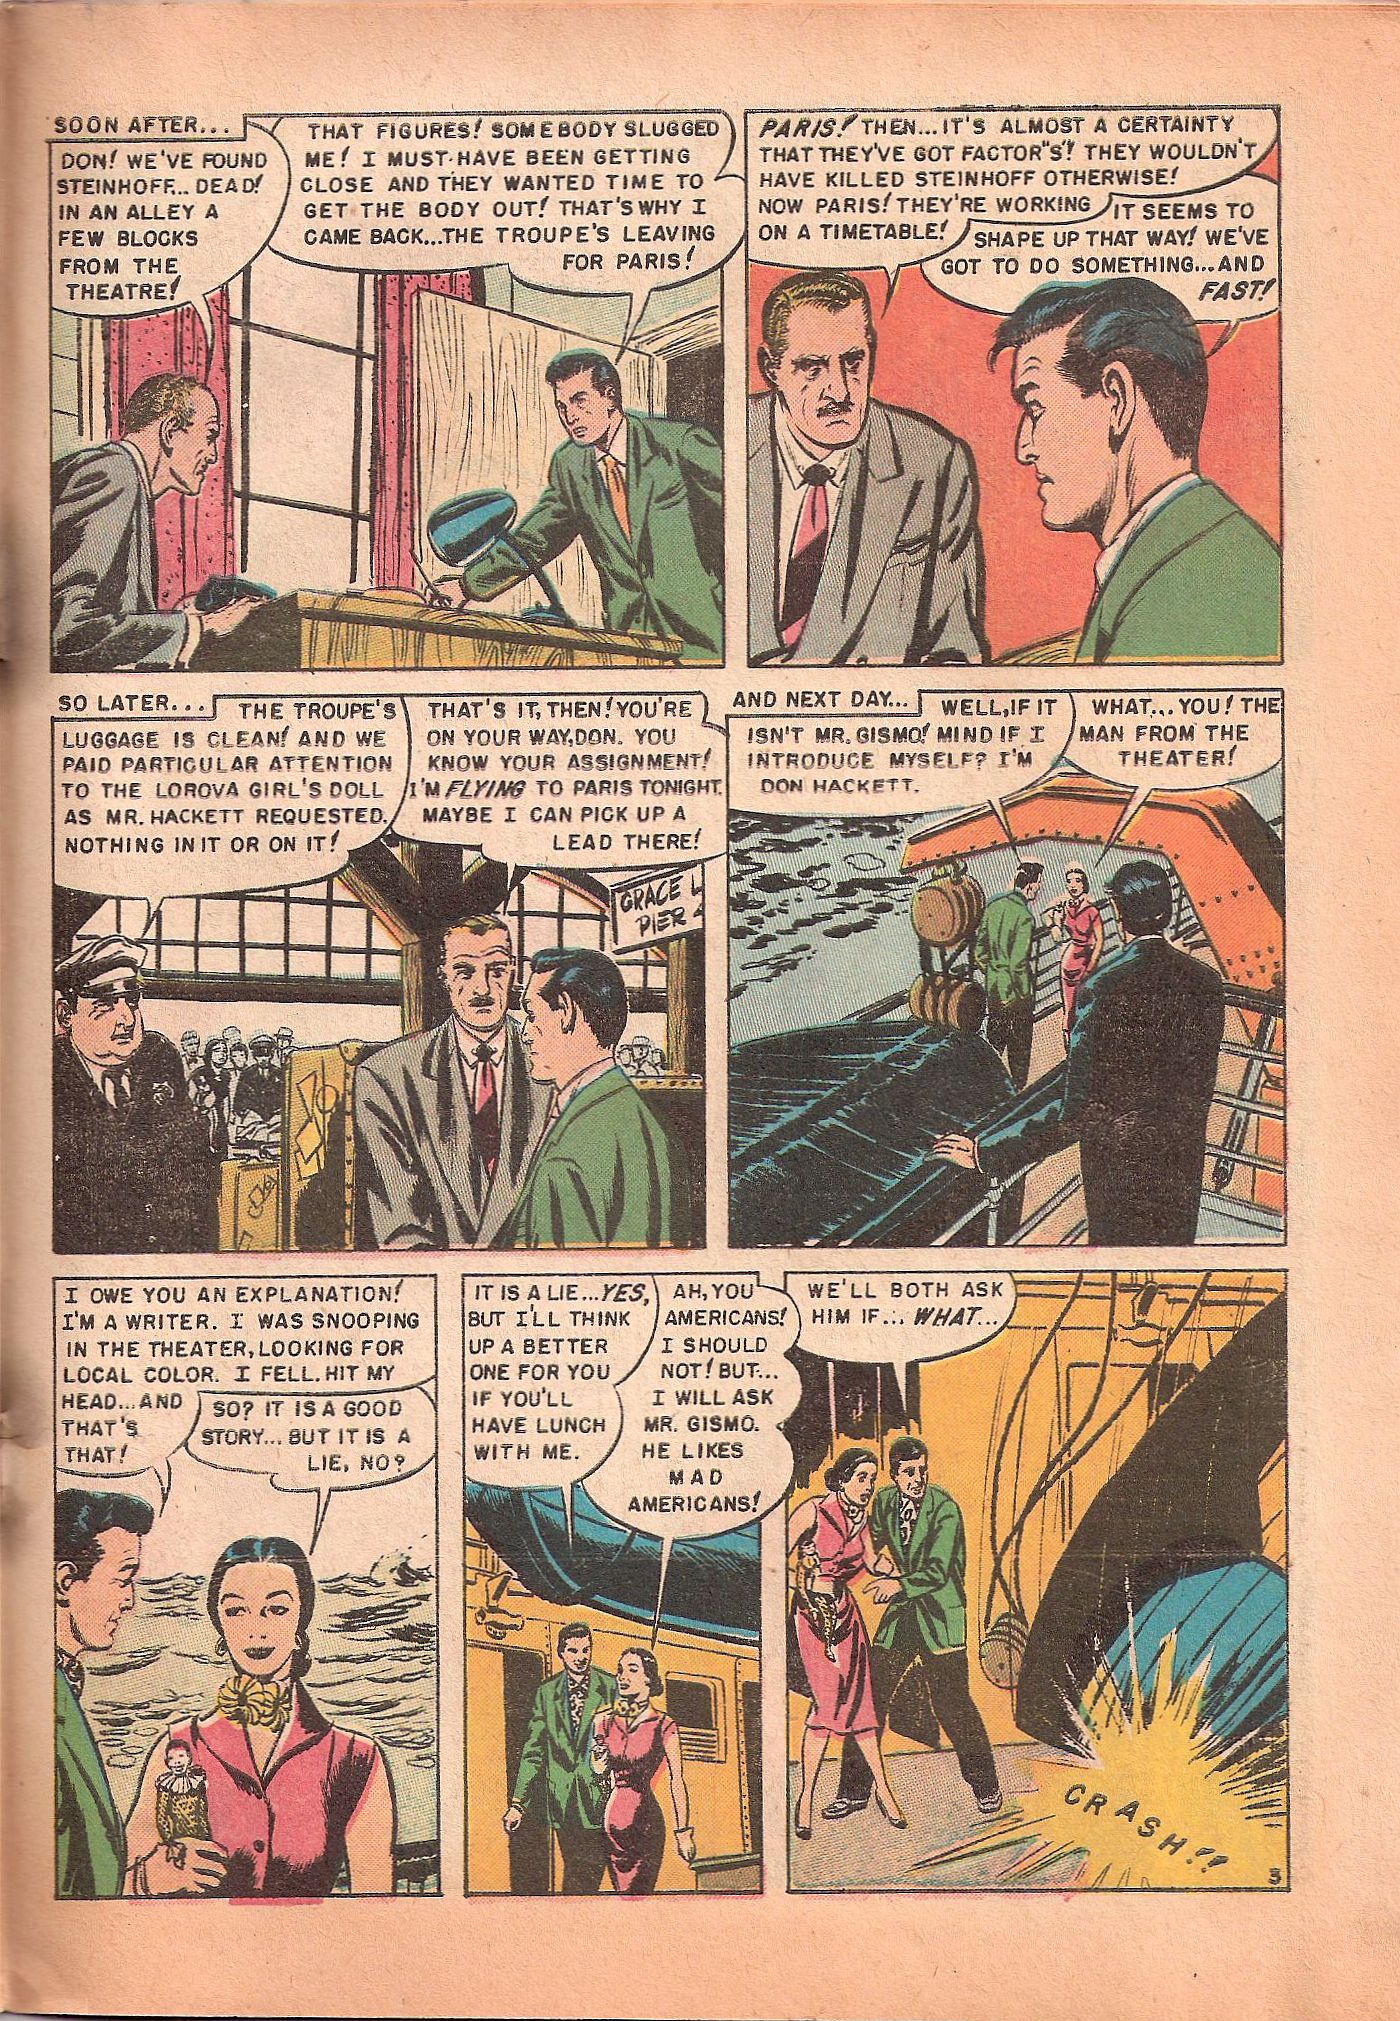 SOON AFTER...
DON! WE'VE FOUND
STEINHOFF... DEAD!
IN AN ALLEY A
FEW BLOCKS
FROM THE
THEATRE!
THAT FIGURES! SOMEBODY SLUGGED
ME! I MUST HAVE BEEN GETTING
CLOSE AND THEY WANTED TIME TO
GET THE BODY OUT! THAT'S WHY I
CAME BACK...THE TROUPE'S LEAVING
FOR PARIS!
PARIS! THEN...IT'S ALMOST A CERTAINTY
THAT THEY'VE GOT FACTOR"S"! THEY WOULDN'T
HAVE KILLED STEINHOFF OTHERWISE!
NOW PARIS! THEY'RE WORKING
ON A TIMETABLE!
IT SEEMS TO
SHAPE UP THAT WAY! WE'VE
GOT TO DO SOMETHING...AND
FAST!
SO LATER...
THE TROUPE'S
LUGGAGE IS CLEAN! AND WE
PAID PARTICULAR ATTENTION
TO THE LOROVA GIRL'S DOLL
AS MR. HACKETT REQUESTED.
NOTHING IN IT OR ON IT!
THAT'S IT, THEN! YOU'RE
ON YOUR WAY, DON. YOU
KNOW YOUR ASSIGNMENT!
I'M FLYING TO PARIS TONIGHT.
MAYBE I CAN PICK UP A
LEAD THERE!
GRACE L
PIER 4
AND NEXT DAY...
WELL, IF IT
ISN'T MR. GISMO! MIND IF I
INTRODUCE MYSELF? I'M
DON HACKETT.
WHAT... YOU! THE
MAN FROM THE
THEATER!
I OWE YOU AN EXPLANATION!
I'M A WRITER. I WAS SNOOPING
IN THE THEATER, LOOKING FOR
LOCAL COLOR. I FELL. HIT MY
HEAD...AND
THAT'S
THAT!
SO? IT IS A GOOD
STORY... BUT IT IS A
LIE, NO?
IT IS A LIE...YES,
BUT I'LL THINK
UP A BETTER
ONE FOR YOU
IF YOU'LL
HAVE LUNCH
WITH ME.
AH, YOU
AMERICANS!
I SHOULD
NOT! BUT...
I WILL ASK
MR. GISMO.
HE LIKES
MAD
AMERICANS!
WE'LL BOTH ASK
HIM IF... WHAT...
CRASH!!
3